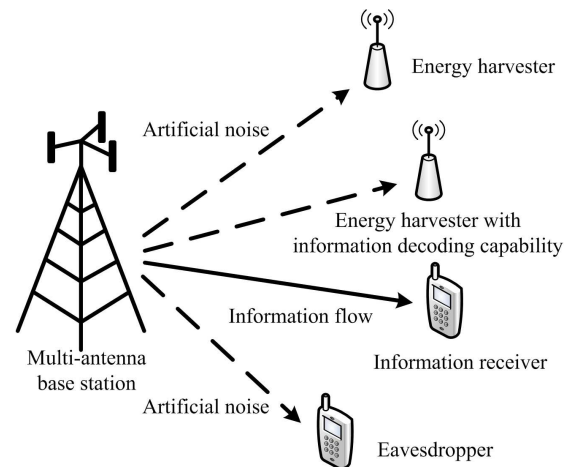 Energy harvester
Artificial noise
Energy harvester with
information decoding capability
Information flow
Multi-antenna
base station
Information receiver
Artificial noise
Eavesdropper